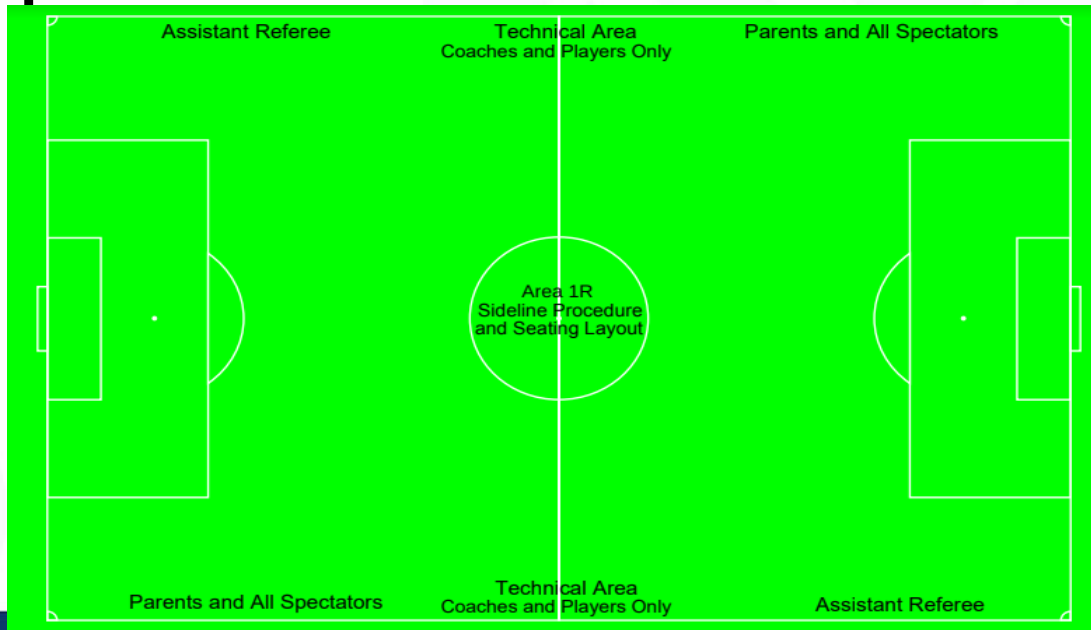 Assistant Referee
Technical Area
Coaches and Players Only
Parents and All Spectators
Area 1R
Sideline Procedure
and Seating Layout
Parents and All Spectators
Technical Area
Coaches and Players Only
Assistant Referee